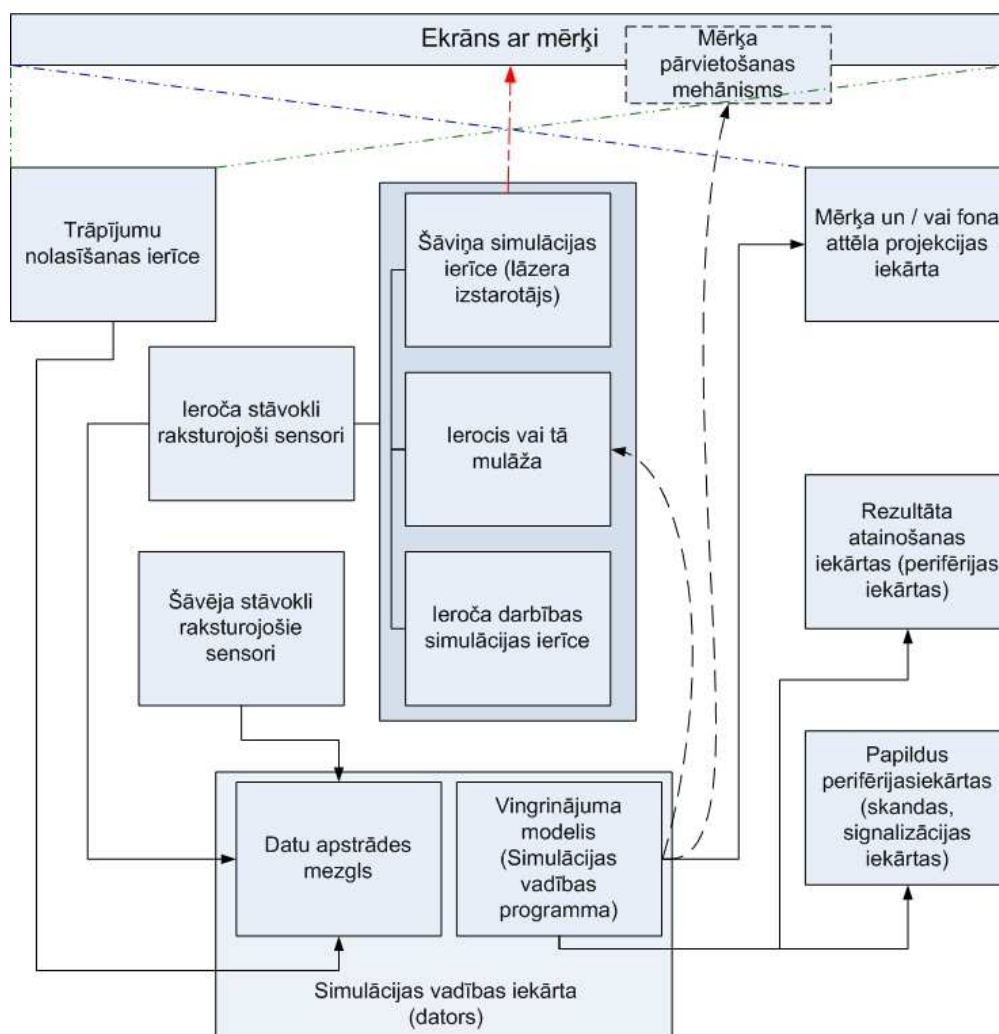 Ekrāns ar mērķi
Mērķa
pārvietošanas
mehānisms
Trāpījumu
nolasīšanas ierīce
Šāviņa simulācijas
ierīce (lāzera
izstarotājs)
Mērķa un / vai fona
attēla projekcijas
iekārta
Ieroča stāvokli
raksturojoši sensori
Ierocis vai tā
mulāža
Rezultāta
atainošanas
iekārtas (perifērijas
iekārtas)
Šāvēja stāvokli
raksturojošie
sensori
Ieroča darbības
simulācijas ierīce
Papildus
perifērijasiekārtas
(skandas,
signalizācijas
iekārtas)
Datu apstrādes
mezgls
Vingrinājuma
modelis
(Simulācijas
vadības
programma)
Simulācijas vadības iekārta
(dators)